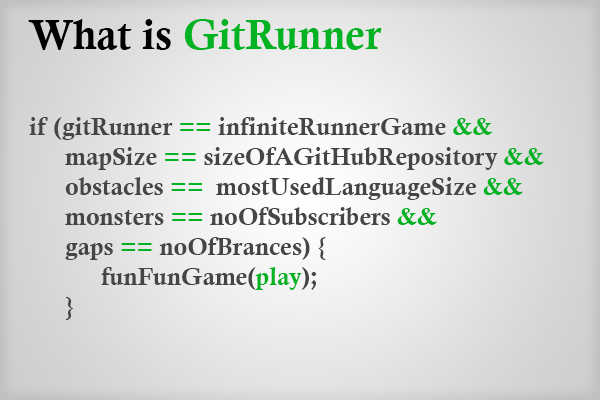 What is GitRunner
if (gitRunner == infiniteRunnerGame &&
mapSize == sizeOfAGitHubRepository &&
obstacles ==  mostUsedLanguageSize &&
monsters == noOfSubscribers &&
gaps == noOfBrances) {
funFunGame(play);
}